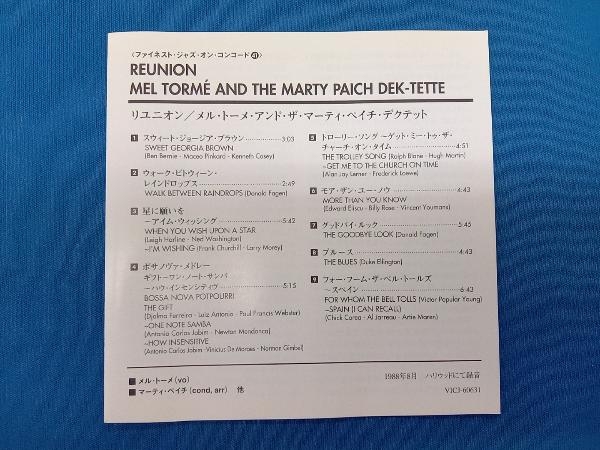 〈ファイネスト・ジャズ・オン・コンコード㊶〉
REUNION
MEL TORMÉ AND THE MARTY PAICH DEK-TETTE
リユニオン／メル・トーメ・アンド・ザ・マーティ・ペイチ・デクテット
1 スウィート・ジョージア・ブラウン 3:03
SWEET GEORGIA BROWN
(Ben Bernie - Maceo Pinkard - Kenneth Casey)
2 ウォーク・ビトウィーン・
レインドロップス 2:49
WALK BETWEEN RAINDROPS (Donald Fagen)
3 星に願いを
～アイム・ウィッシング 5:42
WHEN YOU WISH UPON A STAR
(Leigh Harline - Ned Washington)
~I'M WISHING (Frank Churchill - Larry Morey)
4 ボサノヴァ・メドレー
ギフト～ワン・ノート・サンバ
～ハウ・インセンシティヴ 5:15
BOSSA NOVA POTPOURRI
THE GIFT
(Djalma Ferreira - Luiz Antonio - Paul Francis Webster)
~ONE NOTE SAMBA
(Antonio Carlos Jobim - Newton Mendonca)
~HOW INSENSITIVE
(Antonio Carlos Jobim - Vinicius De Moraes - Norman Gimbel)
5 トローリー・ソング～ゲット・ミー・トゥ・ザ・
チャーチ・オン・タイム 4:51
THE TROLLEY SONG (Ralph Blane - Hugh Martin)
~GET ME TO THE CHURCH ON TIME
(Alan Jay Lerner - Frederick Loewe)
6 モア・ザン・ユー・ノウ 4:43
MORE THAN YOU KNOW
(Edward Eliscu - Billy Rose - Vincent Youmans)
7 グッドバイ・ルック 5:45
THE GOODBYE LOOK (Donald Fagen)
8 ブルース 4:43
THE BLUES (Duke Ellington)
9 フォー・フーム・ザ・ベル・トールズ
～スペイン 6:43
FOR WHOM THE BELL TOLLS (Victor Popular Young)
~SPAIN (I CAN RECALL)
(Chick Corea - Al Jarreau - Artie Maren)
■ メル・トーメ (vo)
■ マーティ・ペイチ (cond, arr) 他
1988年8月 ハリウッドにて録音
VICJ-60631